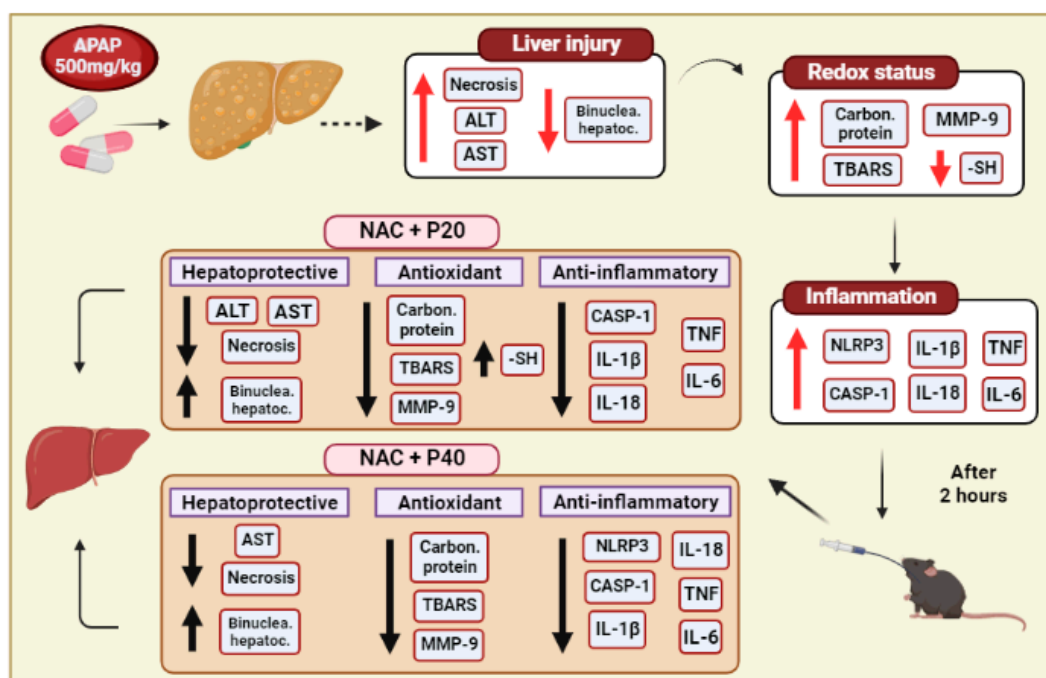 APAP
500mg/kg
Liver injury
Necrosis
ALT
AST
Binuclea.
hepatoc.
Redox status
Carbon.
protein
TBARS
MMP-9
-SH
Inflammation
NLRP3
IL-1β
TNF
CASP-1
IL-18
IL-6
After
2 hours
NAC + P20
Hepatoprotective
ALT
AST
Necrosis
Binuclea.
hepatoc.
Antioxidant
Carbon.
protein
TBARS
MMP-9
-SH
Anti-inflammatory
CASP-1
IL-1β
IL-18
TNF
IL-6
NAC + P40
Hepatoprotective
AST
Necrosis
Binuclea.
hepatoc.
Antioxidant
Carbon.
protein
TBARS
MMP-9
Anti-inflammatory
NLRP3
CASP-1
IL-1β
IL-18
TNF
IL-6